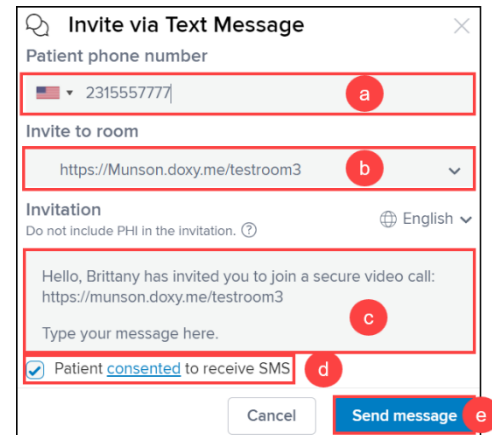 Invite via Text Message
Patient phone number
2315557777
a
Invite to room
https://Munson.doxy.me/testroom3
b
Invitation
Do not include PHI in the invitation. ?
English
Hello, Brittany has invited you to join a secure video call:
https://munson.doxy.me/testroom3
Type your message here.
c
Patient consented to receive SMS
d
Cancel
Send message
e